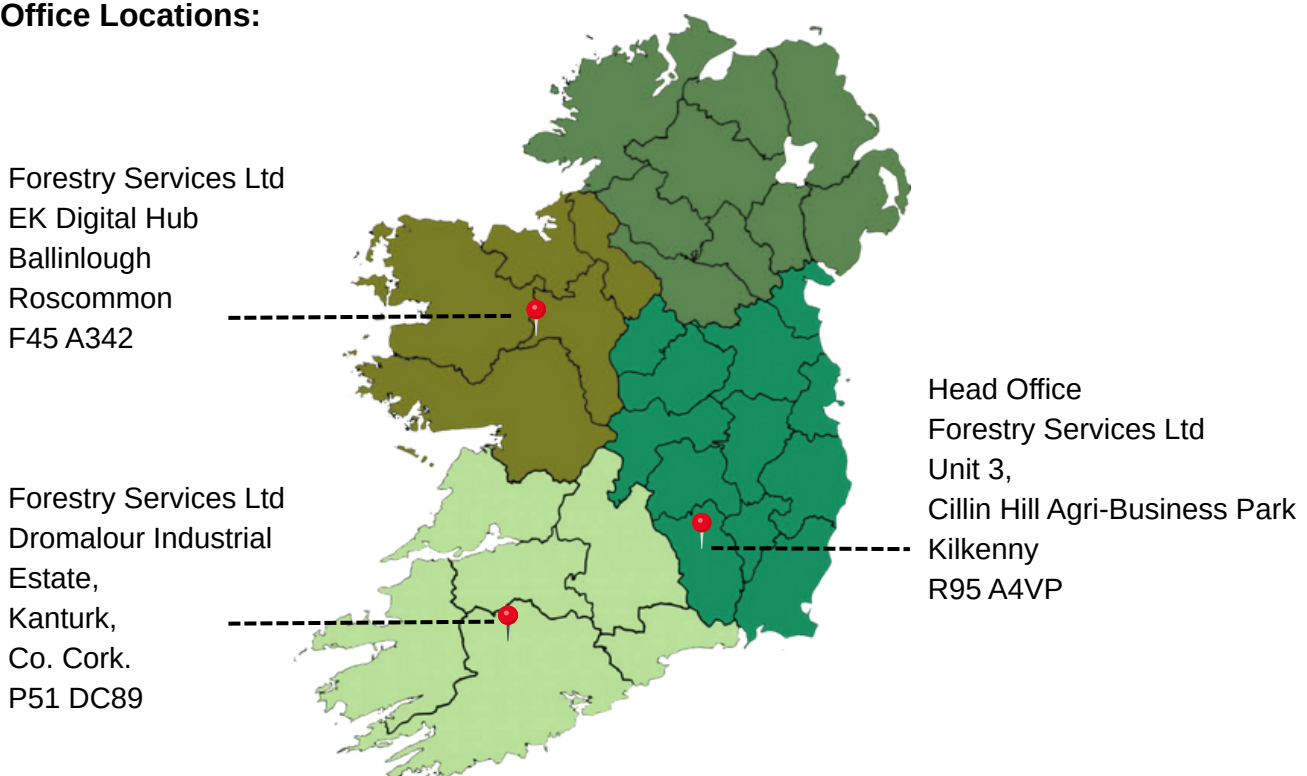 Office Locations:
Forestry Services Ltd
EK Digital Hub
Ballinlough
Roscommon
F45 A342
Forestry Services Ltd
Dromalour Industrial
Estate,
Kanturk,
Co. Cork.
P51 DC89
Head Office
Forestry Services Ltd
Unit 3,
Cillin Hill Agri-Business Park
Kilkenny
R95 A4VP